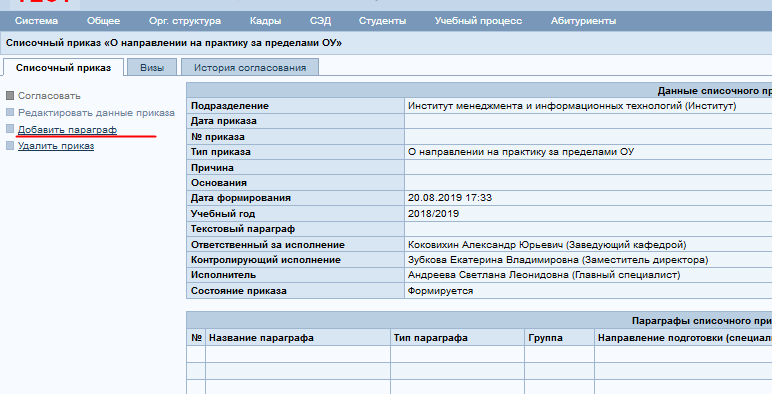 Система Общее Орг. структура Кадры СЭД Студенты Учебный процесс Абитуриенты
Списочный приказ «О направлении на практику за пределами ОУ»
Списочный приказ Визы История согласования
Согласовать
Редактировать данные приказа
Добавить параграф
Удалить приказ
Данные списочного пр
Подразделение Институт менеджмента и информационных технологий (Институт)
Дата приказа
№ приказа
Тип приказа О направлении на практику за пределами ОУ
Причина
Основания
Дата формирования 20.08.2019 17:33
Учебный год 2018/2019
Текстовый параграф
Ответственный за исполнение Коковихин Александр Юрьевич (Заведующий кафедрой)
Контролирующий исполнение Зубкова Екатерина Владимировна (Заместитель директора)
Исполнитель Андреева Светлана Леонидовна (Главный специалист)
Состояние приказа Формируется
Параграфы списочного при
№ Название параграфа Тип параграфа Группа Направление подготовки (специаль